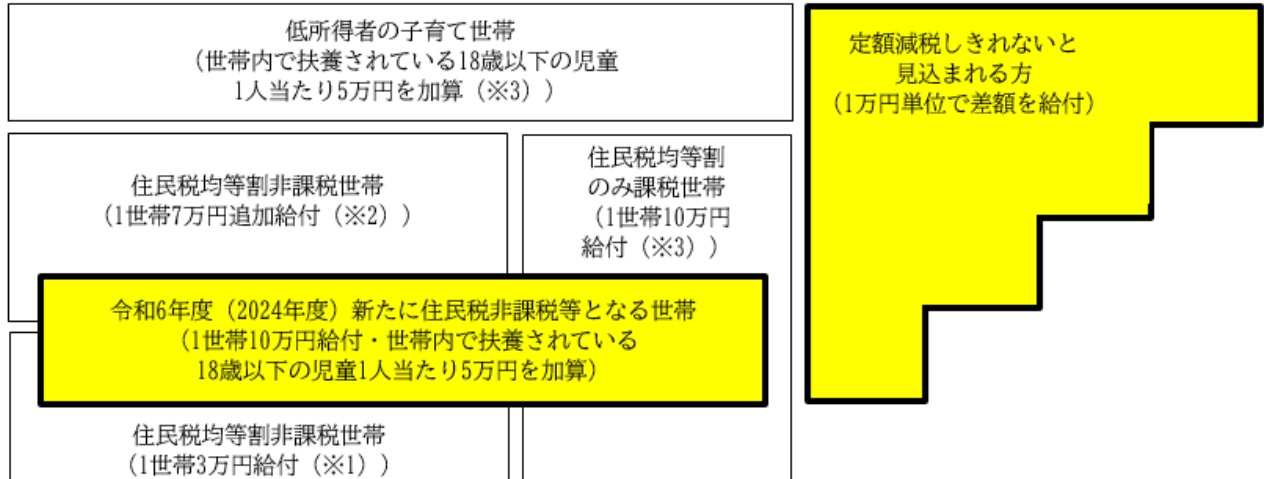 低所得者の子育て世帯
(世帯内で扶養されている18歳以下の児童
1人当たり5万円を加算(※3))
住民税均等割非課税世帯
(1世帯7万円追加給付(※2))
住民税均等割
のみ課税世帯
(1世帯10万円
給付(※3))
令和6年度(2024年度)新たに住民税非課税等となる世帯
(1世帯10万円給付・世帯内で扶養されている
18歳以下の児童1人当たり5万円を加算)
住民税均等割非課税世帯
(1世帯3万円給付(※1))
定額減税しきれないと
見込まれる方
(1万円単位で差額を給付)